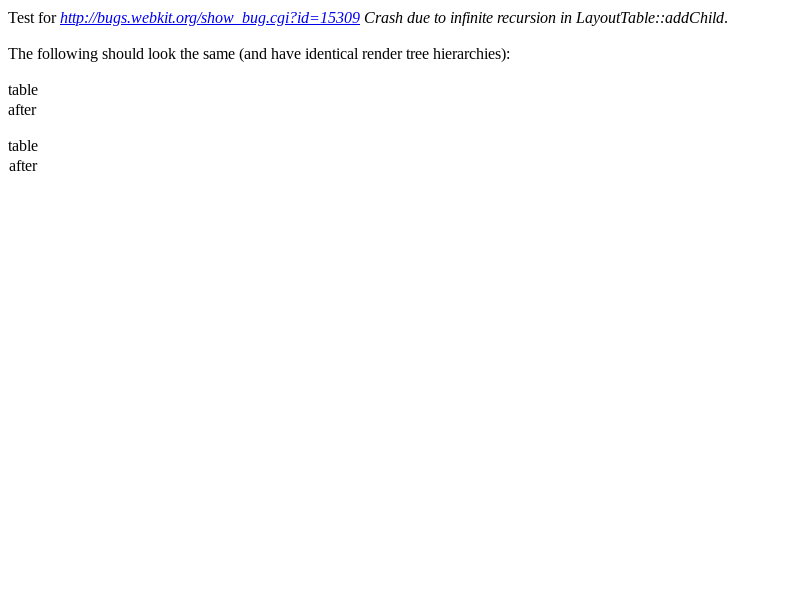 Test for http://bugs.webkit.org/show_bug.cgi?id=15309 Crash due to infinite recursion in LayoutTable::addChild.
The following should look the same (and have identical render tree hierarchies):
table
after
table
after